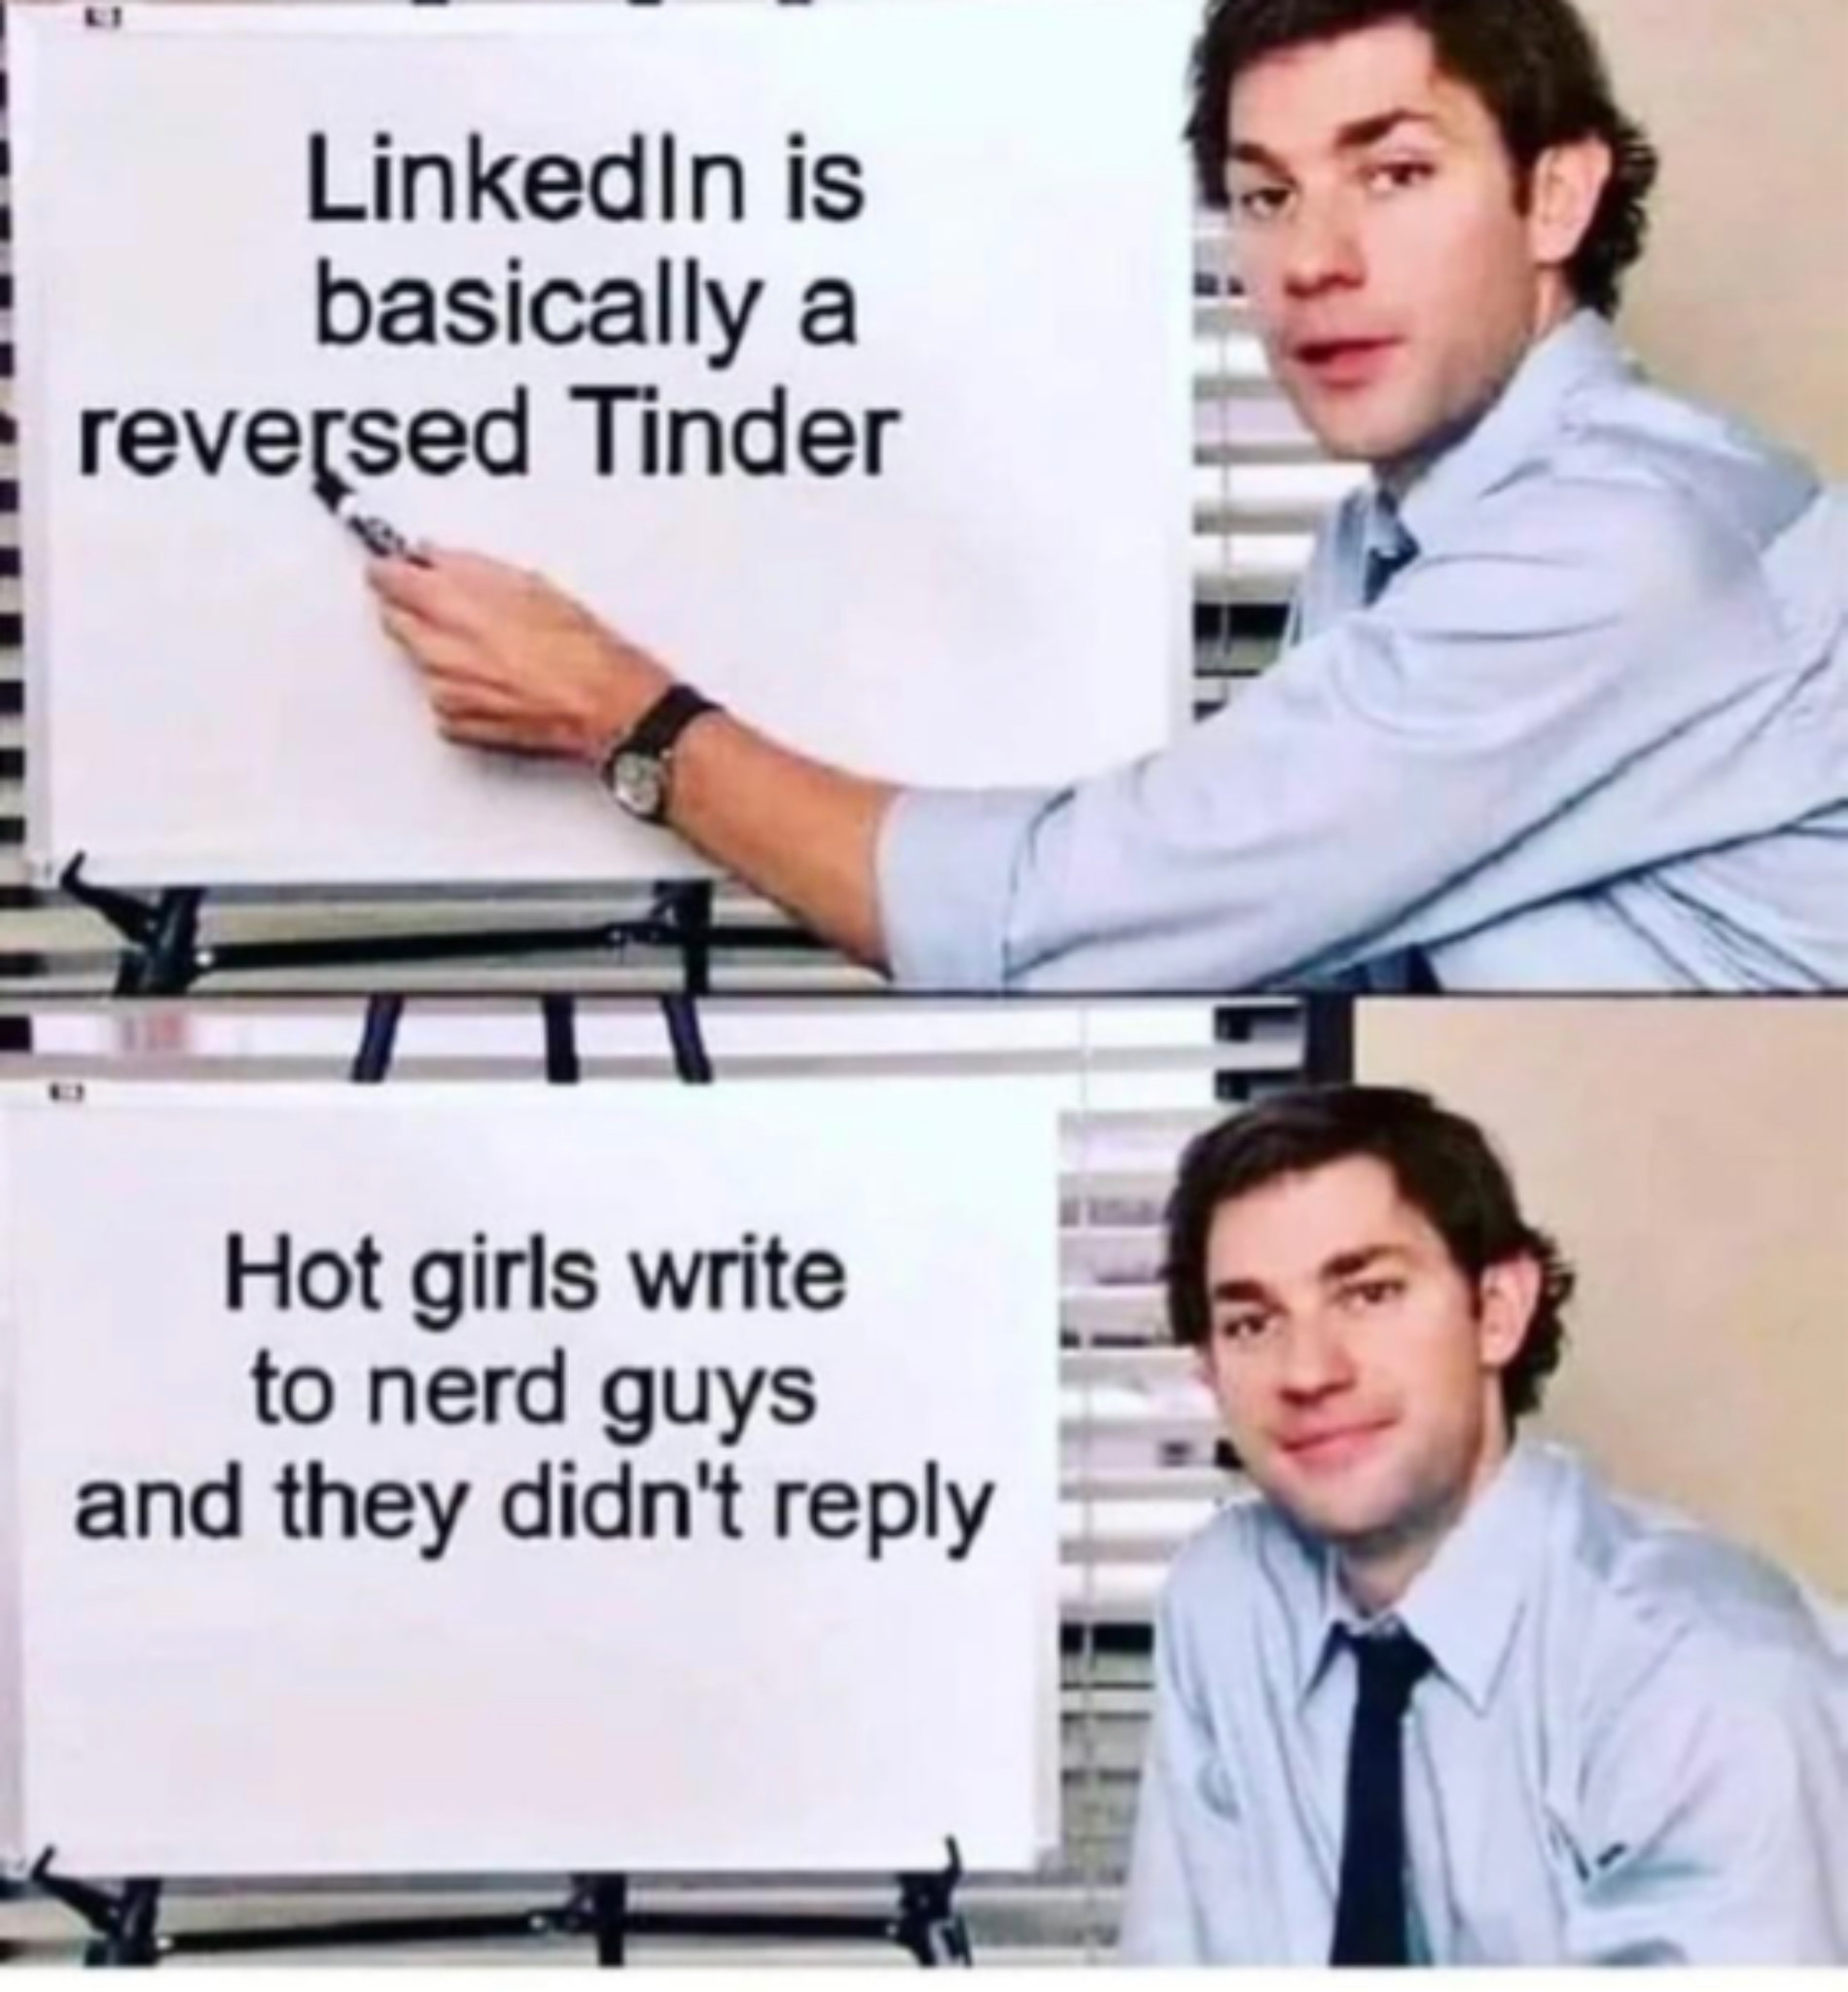 LinkedIn is
basically a
reversed Tinder
Hot girls write
to nerd guys
and they didn't reply